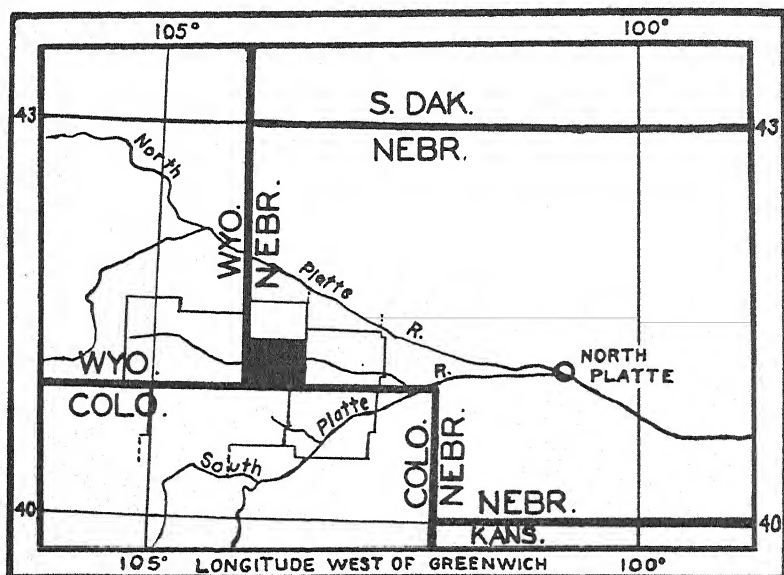 105° 100°
43 S. DAK. 43
NEBR.
North
WYO.
NEBR.
Platte
R.
NORTH
PLATTE
R.
WYO.
COLO.
Platte
South
COLO.
NEBR.
40 NEBR. 40
KANS.
105° LONGITUDE WEST OF GREENWICH 100°